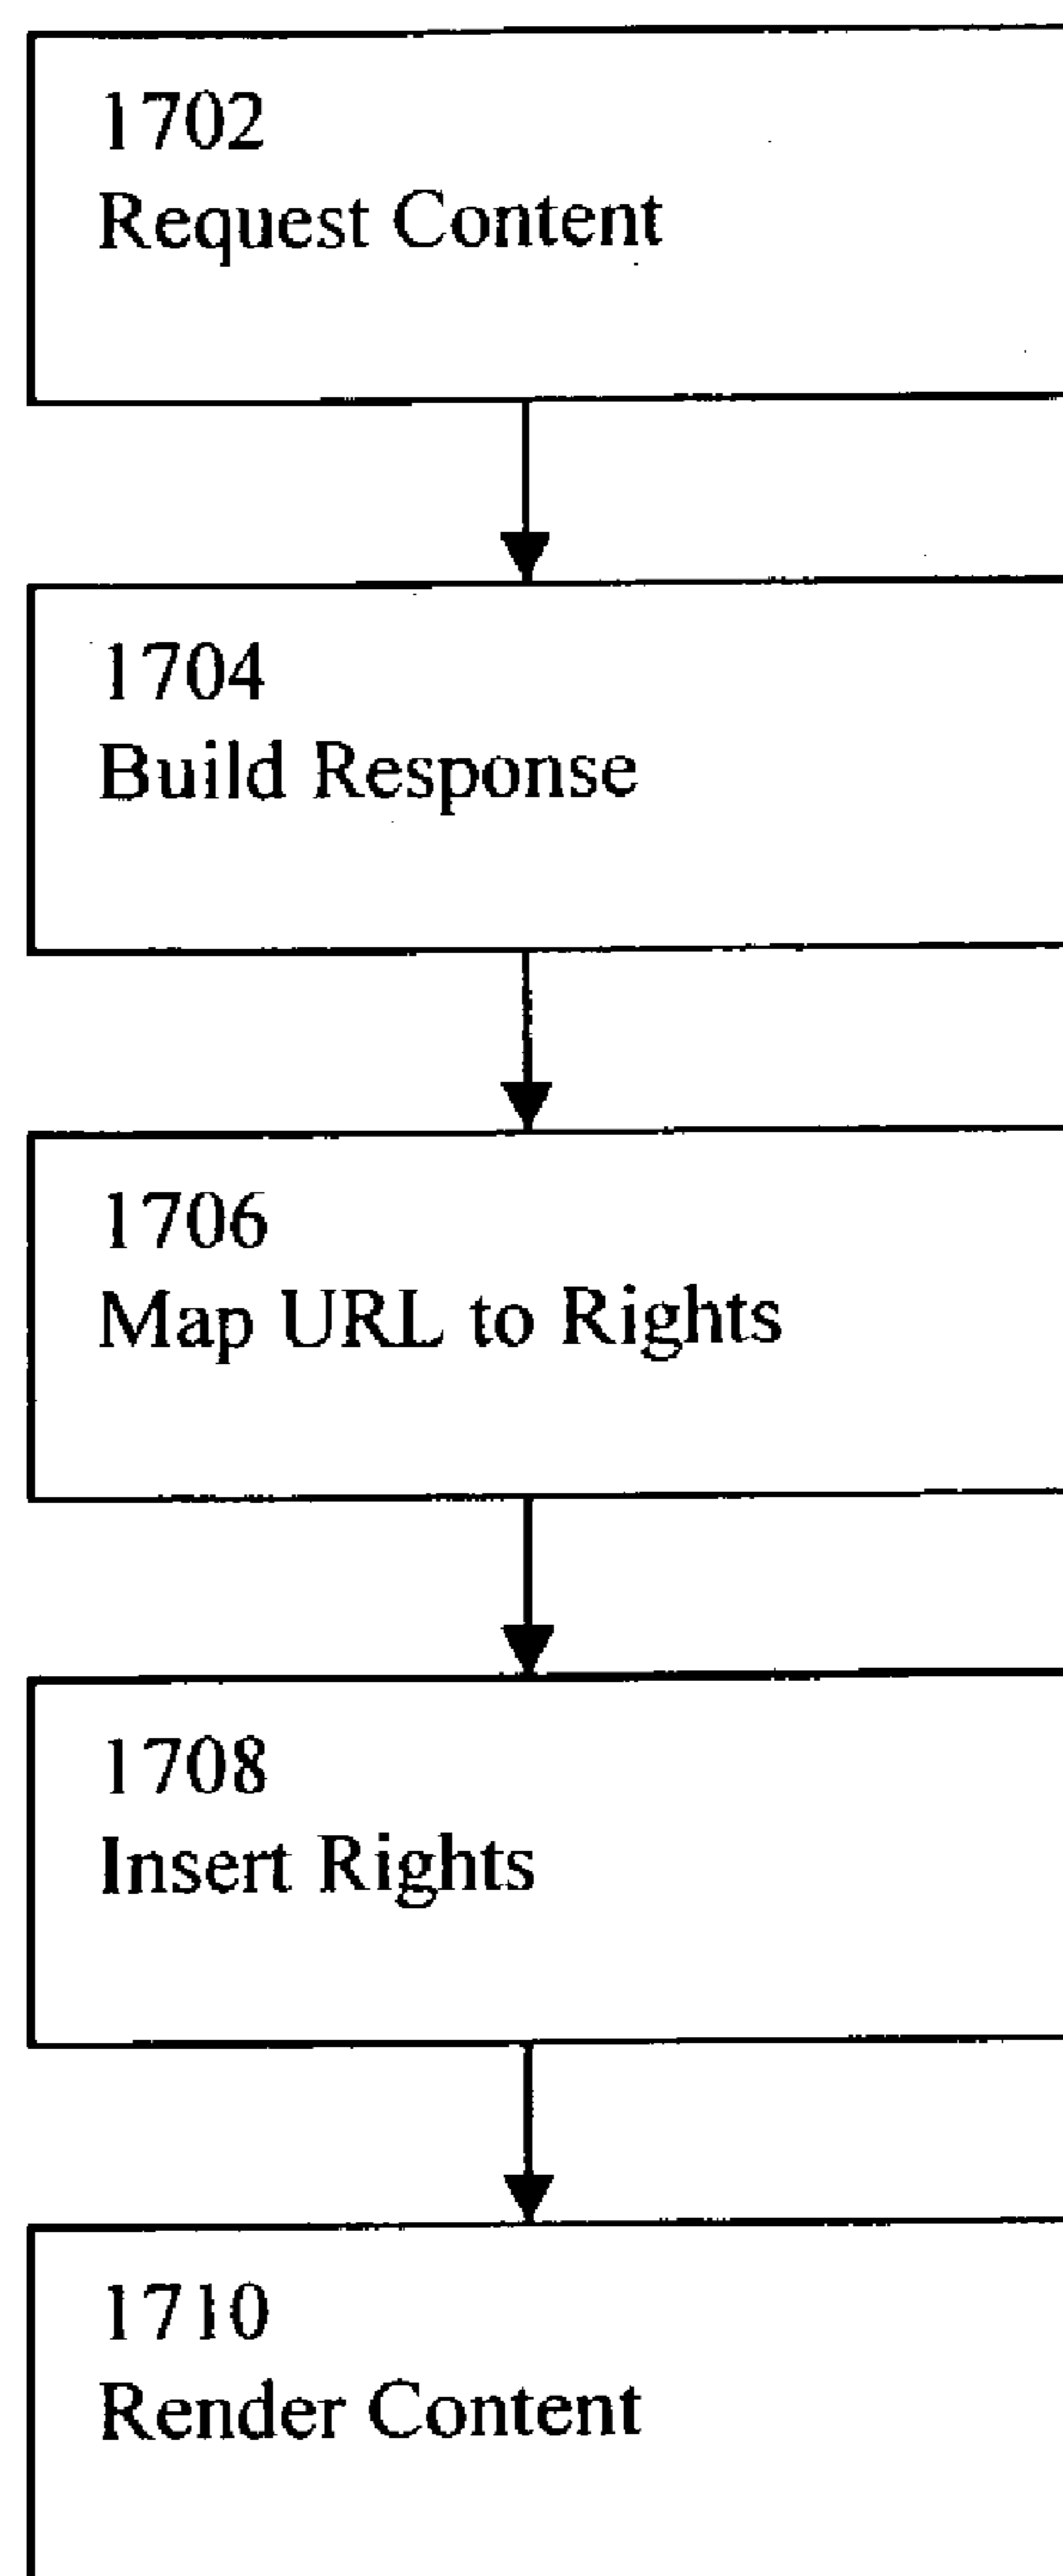 1702
Request Content
1704
Build Response
1706
Map URL to Rights
1708
Insert Rights
1710
Render Content